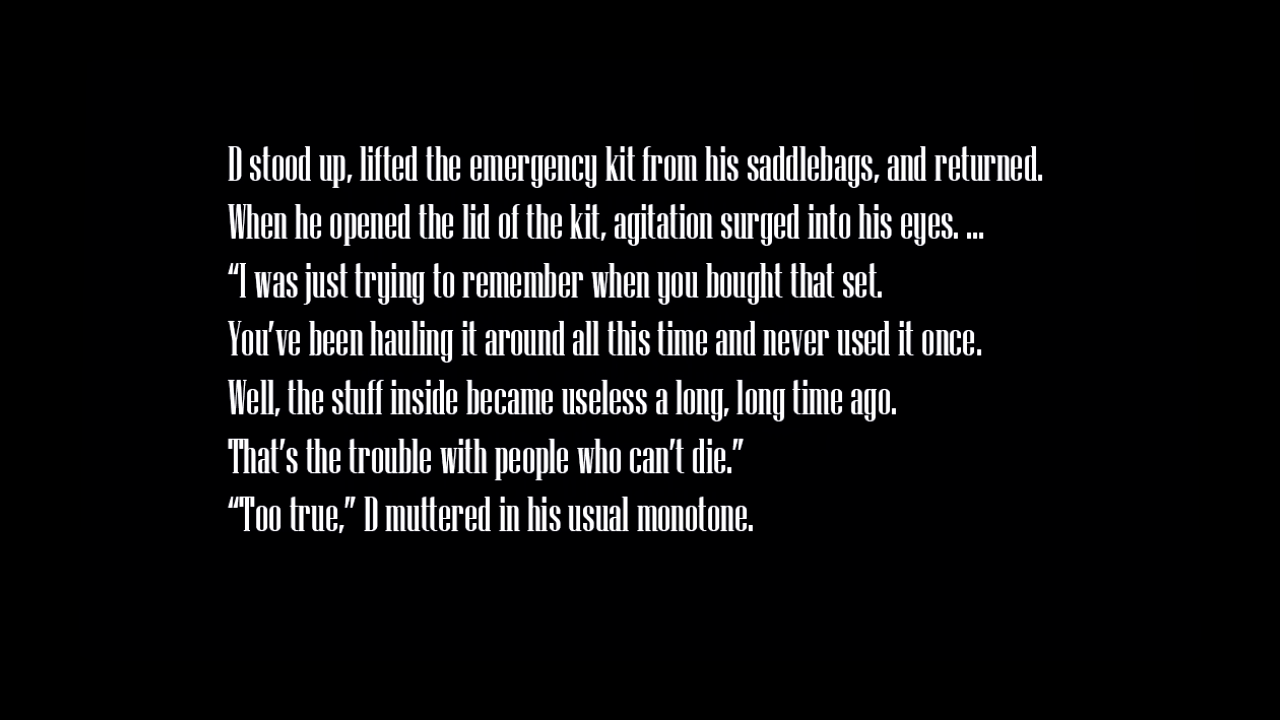 D stood up, lifted the emergency kit from his saddlebags, and returned.
When he opened the lid of the kit, agitation surged into his eyes. ...
“I was just trying to remember when you bought that set.
You’ve been hauling it around all this time and never used it once.
Well, the stuff inside became useless a long, long time ago.
That’s the trouble with people who can’t die.”
“Too true,” D muttered in his usual monotone.